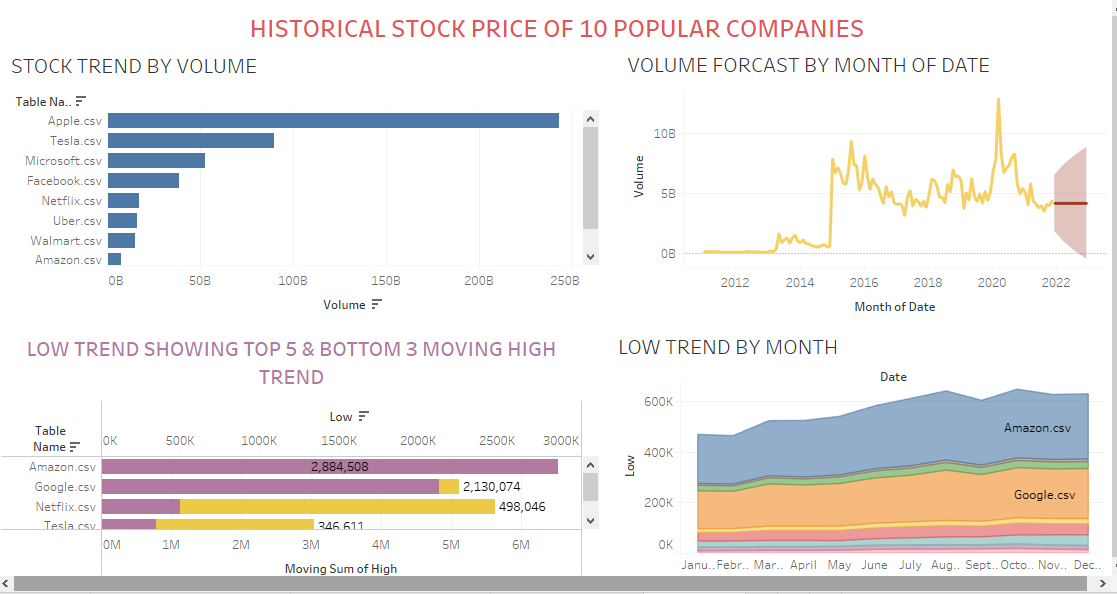 HISTORICAL STOCK PRICE OF 10 POPULAR COMPANIES
STOCK TREND BY VOLUME
Table Na..
Apple.csv
Tesla.csv
Microsoft.csv
Facebook.csv
Netflix.csv
Uber.csv
Walmart.csv
Amazon.csv
0B 50B 100B 150B 200B 250B
Volume
VOLUME FORCAST BY MONTH OF DATE
Volume
10B
5B
0B
2012 2014 2016 2018 2020 2022
Month of Date
LOW TREND SHOWING TOP 5 & BOTTOM 3 MOVING HIGH
TREND
Low
Table
Name
0K 500K 1000K 1500K 2000K 2500K 3000K
Amazon.csv 2,884,508
Google.csv 2,130,074
Netflix.csv 498,046
Tesla.csv 346,611
0M 1M 2M 3M 4M 5M 6M
Moving Sum of High
LOW TREND BY MONTH
Date
Low
600K
400K
200K
0K
Amazon.csv
Google.csv
Janu.. Febr.. Mar.. April May June July Aug.. Sept.. Octo.. Nov.. Dec..